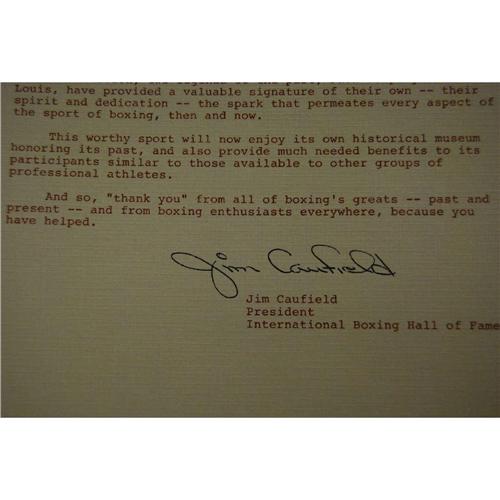 Louis, have provided a valuable signature of their own -- their
spirit and dedication -- the spark that permeates every aspect of
the sport of boxing, then and now.
This worthy sport will now enjoy its own historical museum
honoring its past, and also provide much needed benefits to its
participants similar to those available to other groups of
professional athletes.
And so, "thank you" from all of boxing's greats -- past and
present -- and from boxing enthusiasts everywhere, because you
have helped.
Jim Caufield
Jim Caufield
President
International Boxing Hall of Fame